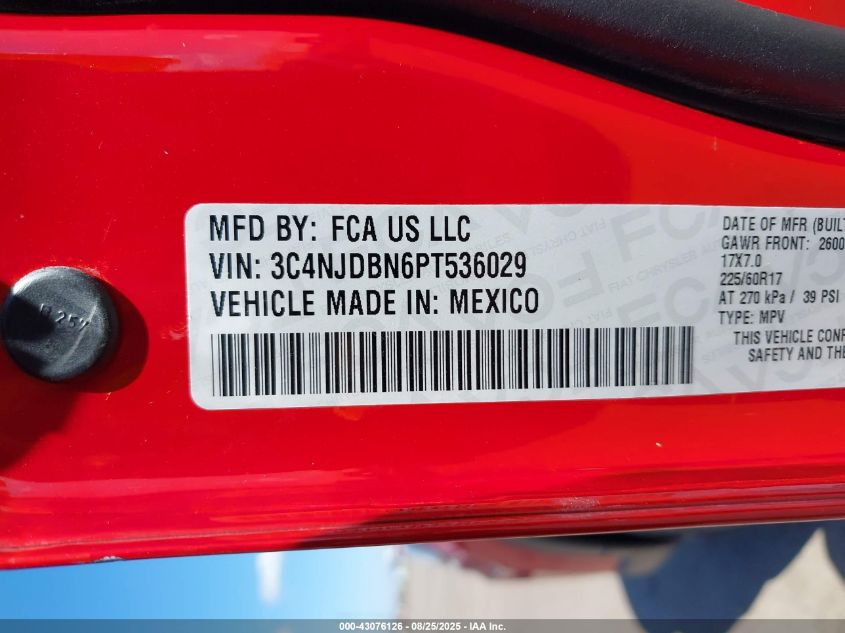 MFD BY: FCA US LLC
VIN: 3C4NJDBN6PT536029
VEHICLE MADE IN: MEXICO
DATE OF MFR (BUILT
GAWR FRONT: 2600
17X7.0
225/60R17
AT 270 kPa / 39 PSI
TYPE: MPV
THIS VEHICLE CONF
SAFETY AND THE
000-43076126 - 08/25/2025 - IAA Inc.